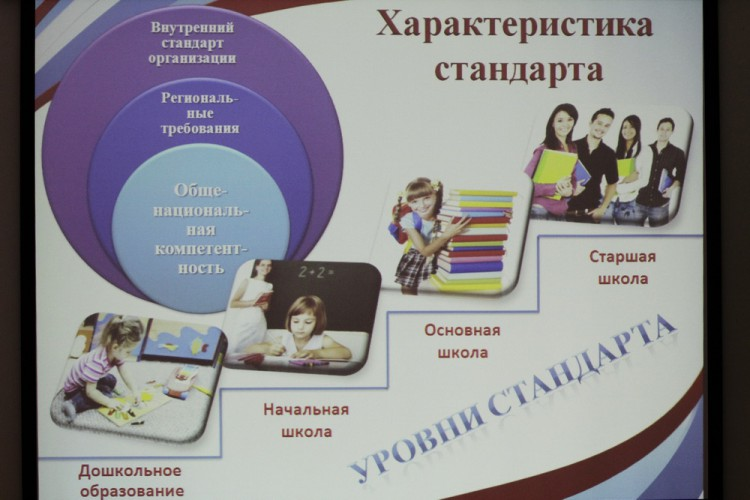 Характеристика
стандарта
Внутренний
стандарт
организации
Региональ-
ные
требования
Обще-
националь-
ная
компетент-
ность
2+2=
Старшая
школа
Основная
школа
Начальная
школа
Дошкольное
образование
УРОВНИ СТАНДАРТА